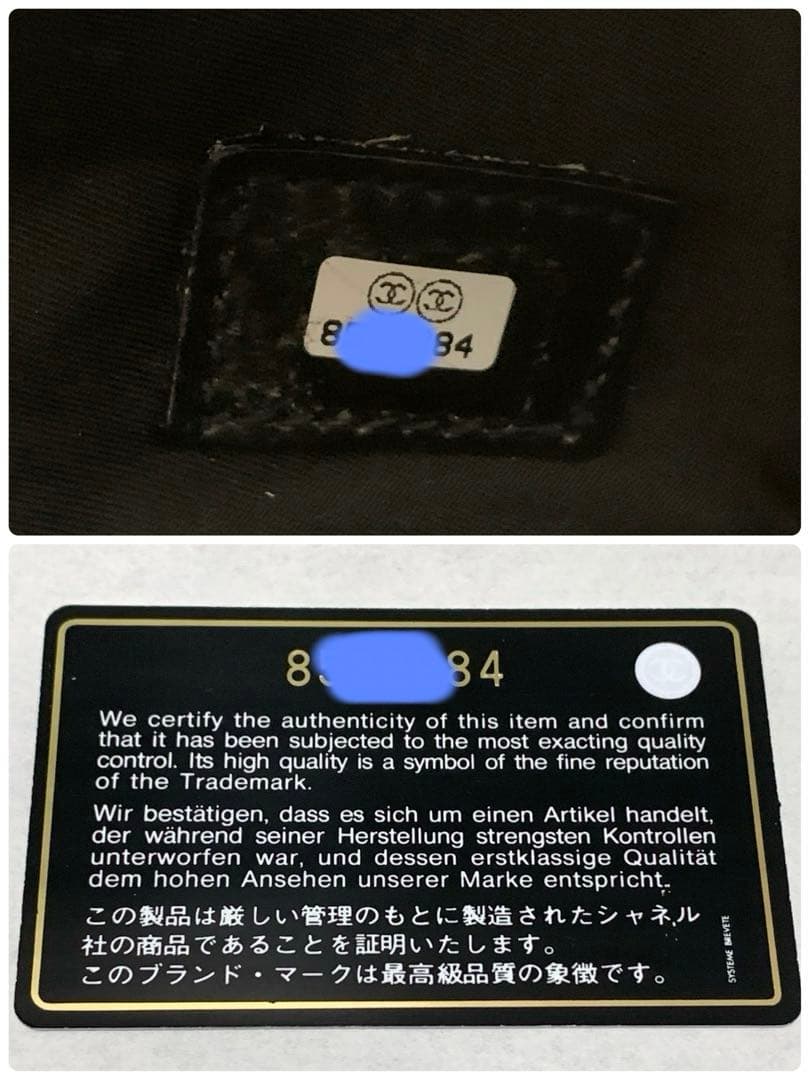 8 84
8 84
We certify the authenticity of this item and confirm
that it has been subjected to the most exacting quality
control. Its high quality is a symbol of the fine reputation
of the Trademark.
Wir bestätigen, dass es sich um einen Artikel handelt,
der während seiner Herstellung strengsten Kontrollen
unterworfen war, und dessen erstklassige Qualität
dem hohen Ansehen unserer Marke entspricht.
この製品は厳しい管理のもとに製造されたシャネル
社の商品であることを証明いたします。
このブランド・マークは最高級品質の象徴です。
SYSTEME BREVETE